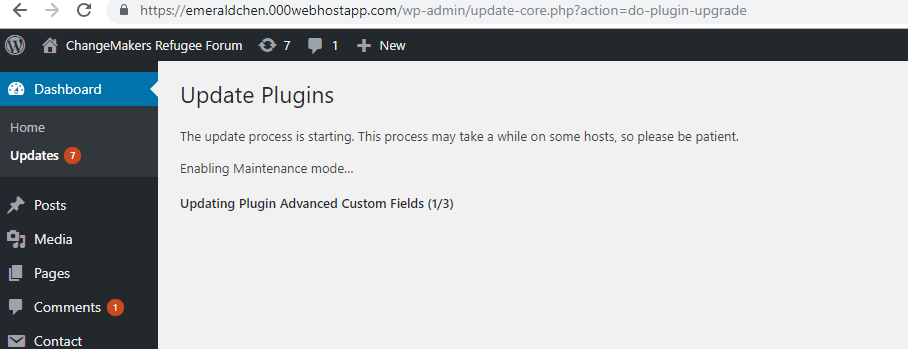 https://emeraldchen.000webhostapp.com/wp-admin/update-core.php?action=do-plugin-upgrade
ChangeMakers Refugee Forum 7 1 New
Dashboard
Home
Updates 7
Posts
Media
Pages
Comments 1
Contact
Update Plugins
The update process is starting. This process may take a while on some hosts, so please be patient.
Enabling Maintenance mode...
Updating Plugin Advanced Custom Fields (1/3)